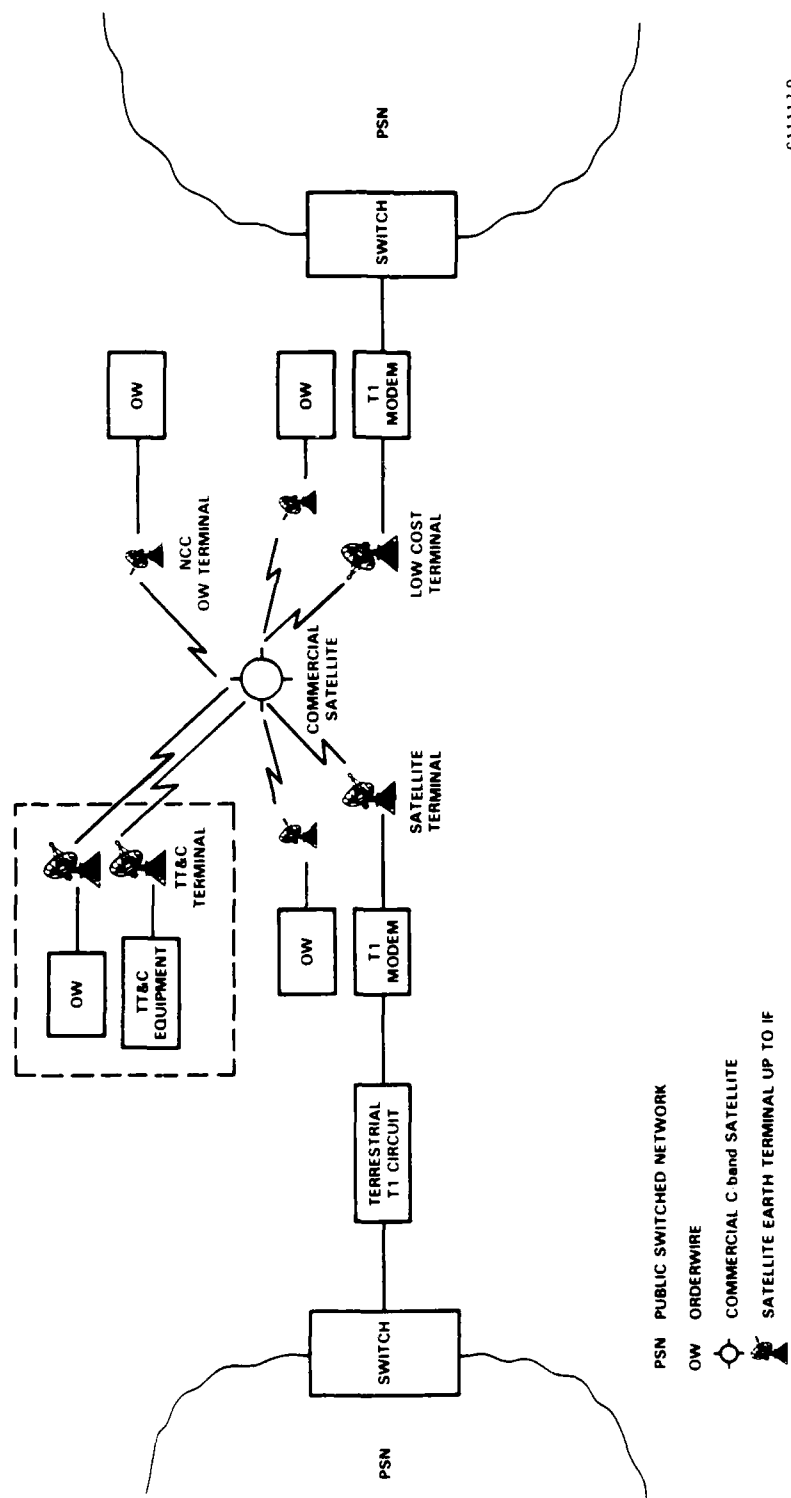 OW
TT&C
EQUIPMENT
TT&C
TERMINAL
NCC
OW TERMINAL
OW
OW
COMMERCIAL
SATELLITE
OW
PSN
SWITCH
TERRESTRIAL
T1 CIRCUIT
T1
MODEM
SATELLITE
TERMINAL
LOW COST
TERMINAL
T1
MODEM
SWITCH
PSN
PSN PUBLIC SWITCHED NETWORK
OW ORDERWIRE
COMMERCIAL C-band SATELLITE
SATELLITE EARTH TERMINAL UP TO IF